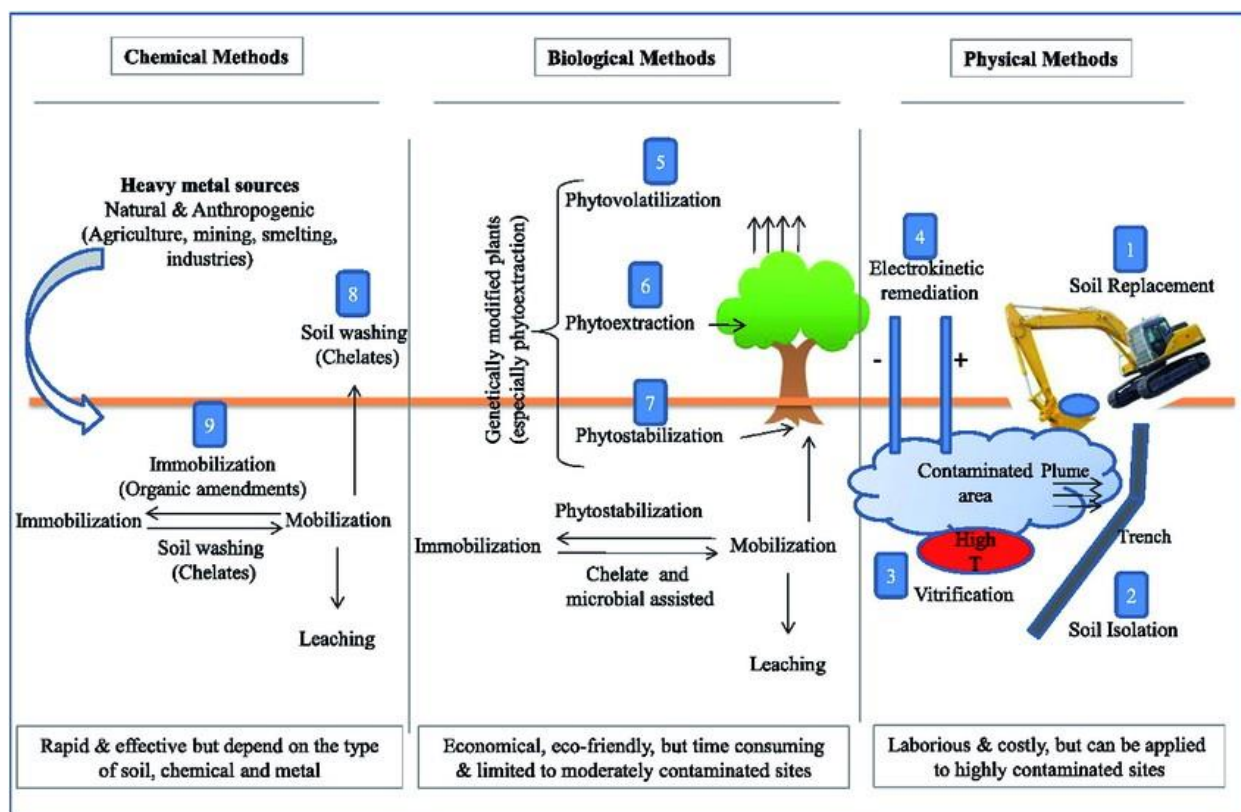 Chemical Methods
Biological Methods
Physical Methods
Heavy metal sources
Natural & Anthropogenic
(Agriculture, mining, smelting,
industries)
8
Soil washing
(Chelates)
9
Immobilization
(Organic amendments)
Immobilization
Mobilization
Soil washing
(Chelates)
Leaching
Rapid & effective but depend on the type
of soil, chemical and metal
Genetically modified plants
(especially phytoextraction)
5
Phytovolatilization
6
Phytoextraction
7
Phytostabilization
Phytostabilization
Immobilization
Mobilization
Chelate and
microbial assisted
Leaching
Economical, eco-friendly, but time consuming
& limited to moderately contaminated sites
4
Electrokinetic
remediation
-
+
1
Soil Replacement
Contaminated
area
Plume
High
T
3
Vitrification
Trench
2
Soil Isolation
Laborious & costly, but can be applied
to highly contaminated sites